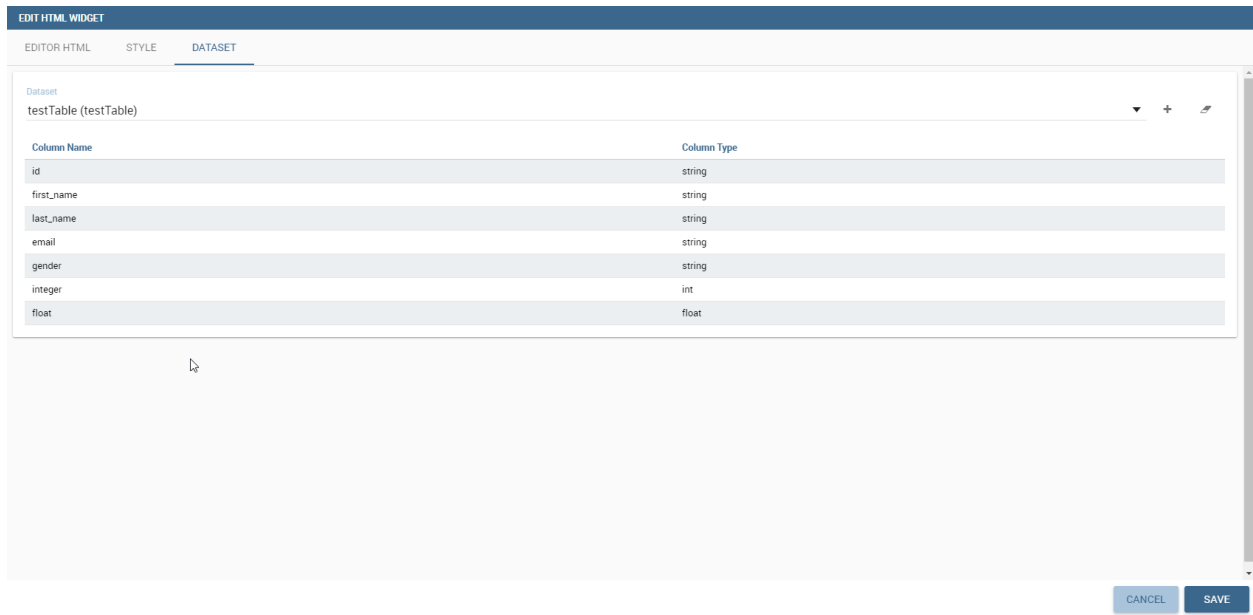 EDIT HTML WIDGET
EDITOR HTML STYLE DATASET
Dataset
testTable (testTable)
Column Name Column Type
id string
first_name string
last_name string
email string
gender string
integer int
float float
CANCEL SAVE